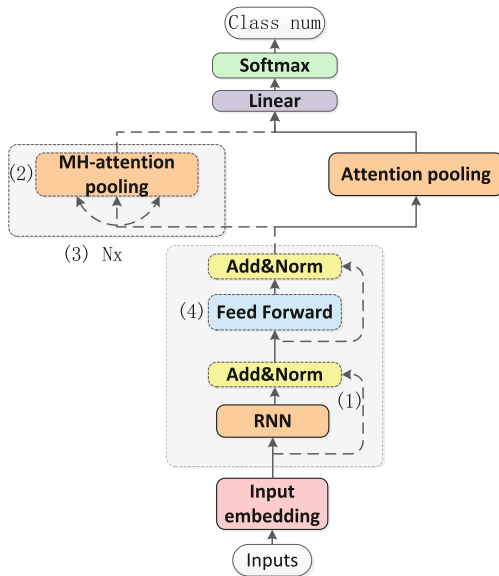 Class num
Softmax
Linear
(2)
MH-attention
pooling
Attention pooling
(3) Nx
Add&Norm
(4)
Feed Forward
Add&Norm
(1)
RNN
Input
embedding
Inputs